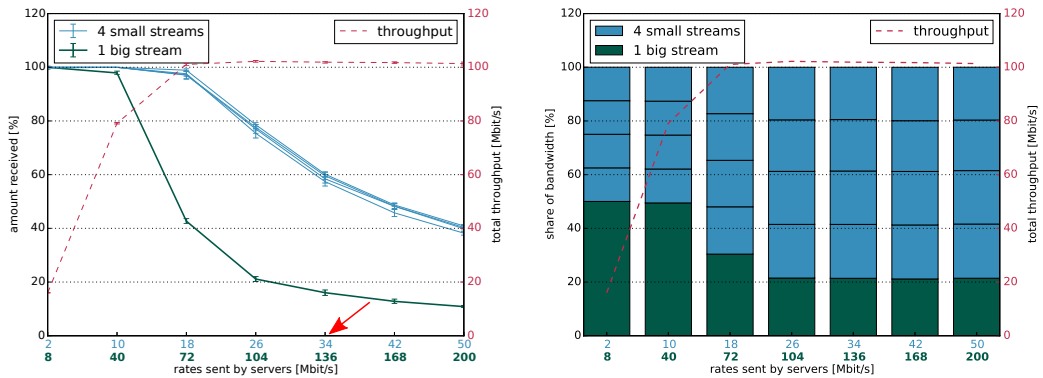 120
100
80
60
40
20
0
amount received [%]
4 small streams
1 big stream
throughput
120
100
80
60
40
20
0
total throughput [Mbit/s]
2 10 18 26 34 42 50
8 40 72 104 136 168 200
rates sent by servers [Mbit/s]
120
100
80
60
40
20
0
share of bandwidth [%]
4 small streams
1 big stream
throughput
120
100
80
60
40
20
0
total throughput [Mbit/s]
2 10 18 26 34 42 50
8 40 72 104 136 168 200
rates sent by servers [Mbit/s]